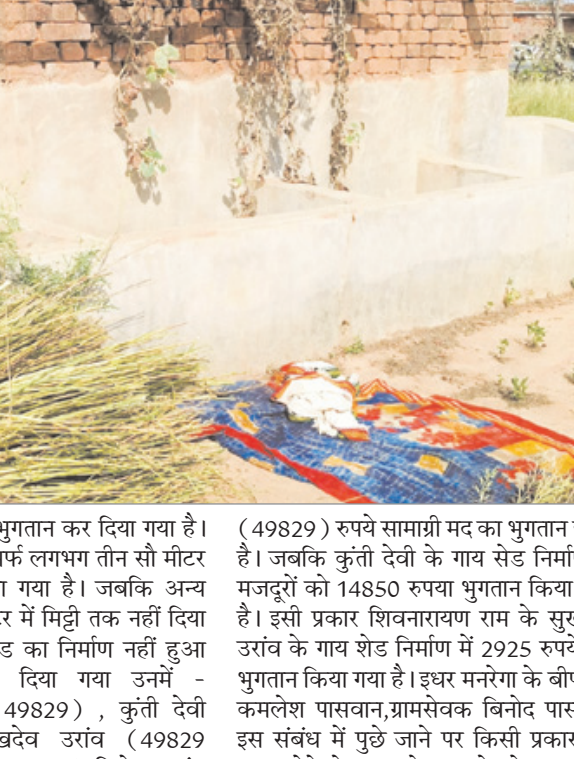 भुगतान कर दिया गया है।
लगभग तीन सौ मीटर
गया है। जबकि अन्य
में मिट्टी तक नहीं दिया
का निर्माण नहीं हुआ
दिया गया उनमें -
49829) , कुंती देवी
उरांव (49829
(49829) रुपये सामाग्री मद का भुगतान
है। जबकि कुंती देवी के गाय सेड
मजदूरों को 14850 रुपया भुगतान किया
है। इसी प्रकार शिवनारायण राम के
उरांव के गाय शेड निर्माण में 2925 रुपये
भुगतान किया गया है। इधर मनरेगा के
कमलेश पासवान,ग्रामसेवक बिनोद
इस संबंध में पुछे जाने पर किसी